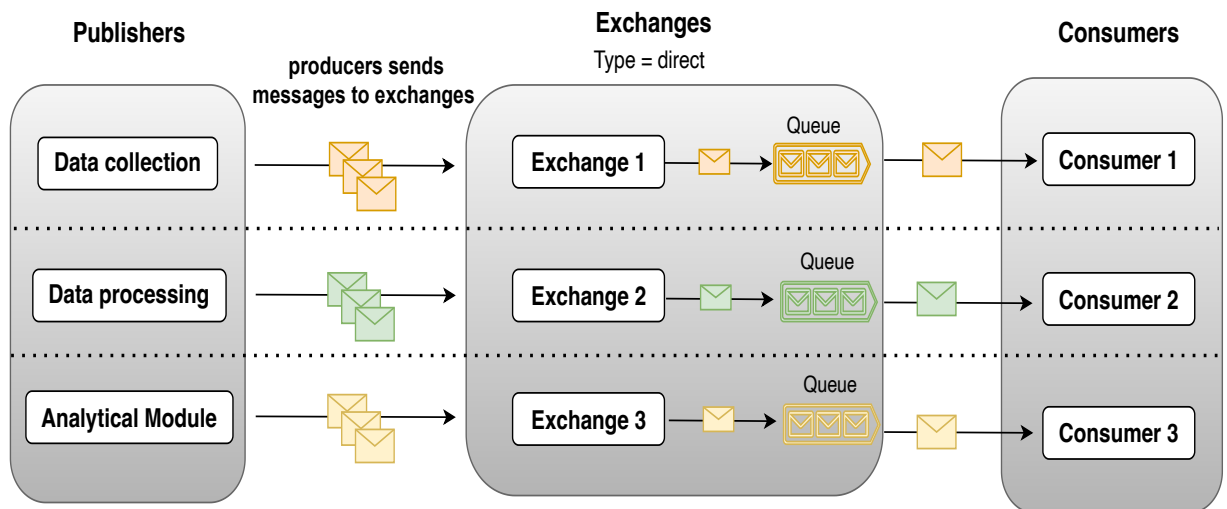 Publishers
Exchanges
Consumers
Type = direct
producers sends
messages to exchanges
Data collection
Exchange 1
Queue
Consumer 1
Data processing
Exchange 2
Queue
Consumer 2
Analytical Module
Exchange 3
Queue
Consumer 3